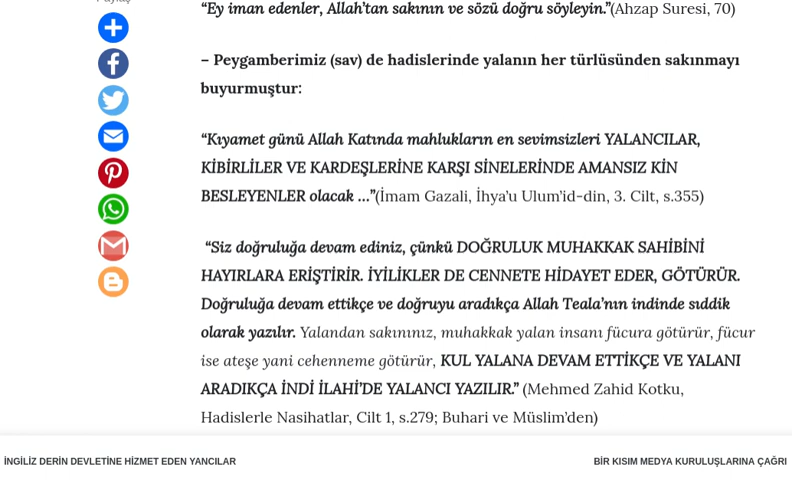 “Ey iman edenler, Allah’tan sakının ve sözü doğru söyleyin.”(Ahzap Suresi, 70)
– Peygamberimiz (sav) de hadislerinde yalanın her türlüsünden sakınmayı
buyurmuştur:
“Kıyamet günü Allah Katında mahlukların en sevimsizleri YALANCILAR,
KİBİRLİLER VE KARDEŞLERİNE KARŞI SİNELERİNDE AMANSIZ KİN
BESLEYENLER olacak …”(İmam Gazali, İhya’u Ulum’id-din, 3. Cilt, s.355)
“Siz doğruluğa devam ediniz, çünkü DOĞRULUK MUHAKKAK SAHİBİNİ
HAYIRLARA ERİŞTİRİR. İYİLİKLER DE CENNETE HİDAYET EDER, GÖTÜRÜR.
Doğruluğa devam ettikçe ve doğruyu aradıkça Allah Teala’nın indinde sıddik
olarak yazılır. Yalandan sakınınız, muhakkak yalan insanı fücura götürür, fücur
ise ateşe yani cehenneme götürür, KUL YALANA DEVAM ETTİKÇE VE YALANI
ARADIKÇA İNDİ İLAHİ’DE YALANCI YAZILIR.” (Mehmed Zahid Kotku,
Hadislerle Nasihatlar, Cilt 1, s.279; Buhari ve Müslim’den)
İNGİLİZ DERİN DEVLETİNE HİZMET EDEN YANCILAR
BİR KISIM MEDYA KURULUŞLARINA ÇAĞRI